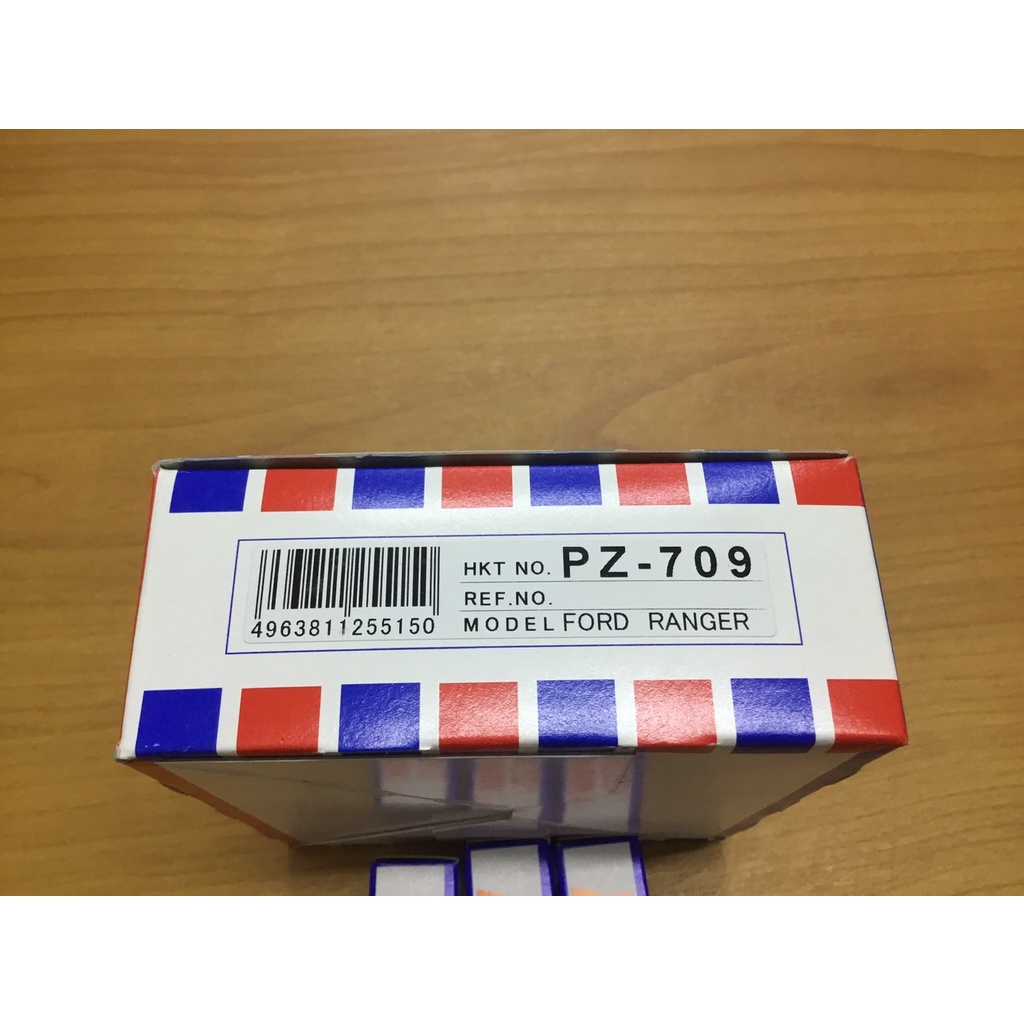 HKT NO. PZ-709
REF.NO.
MODEL FORD RANGER
4963811255150